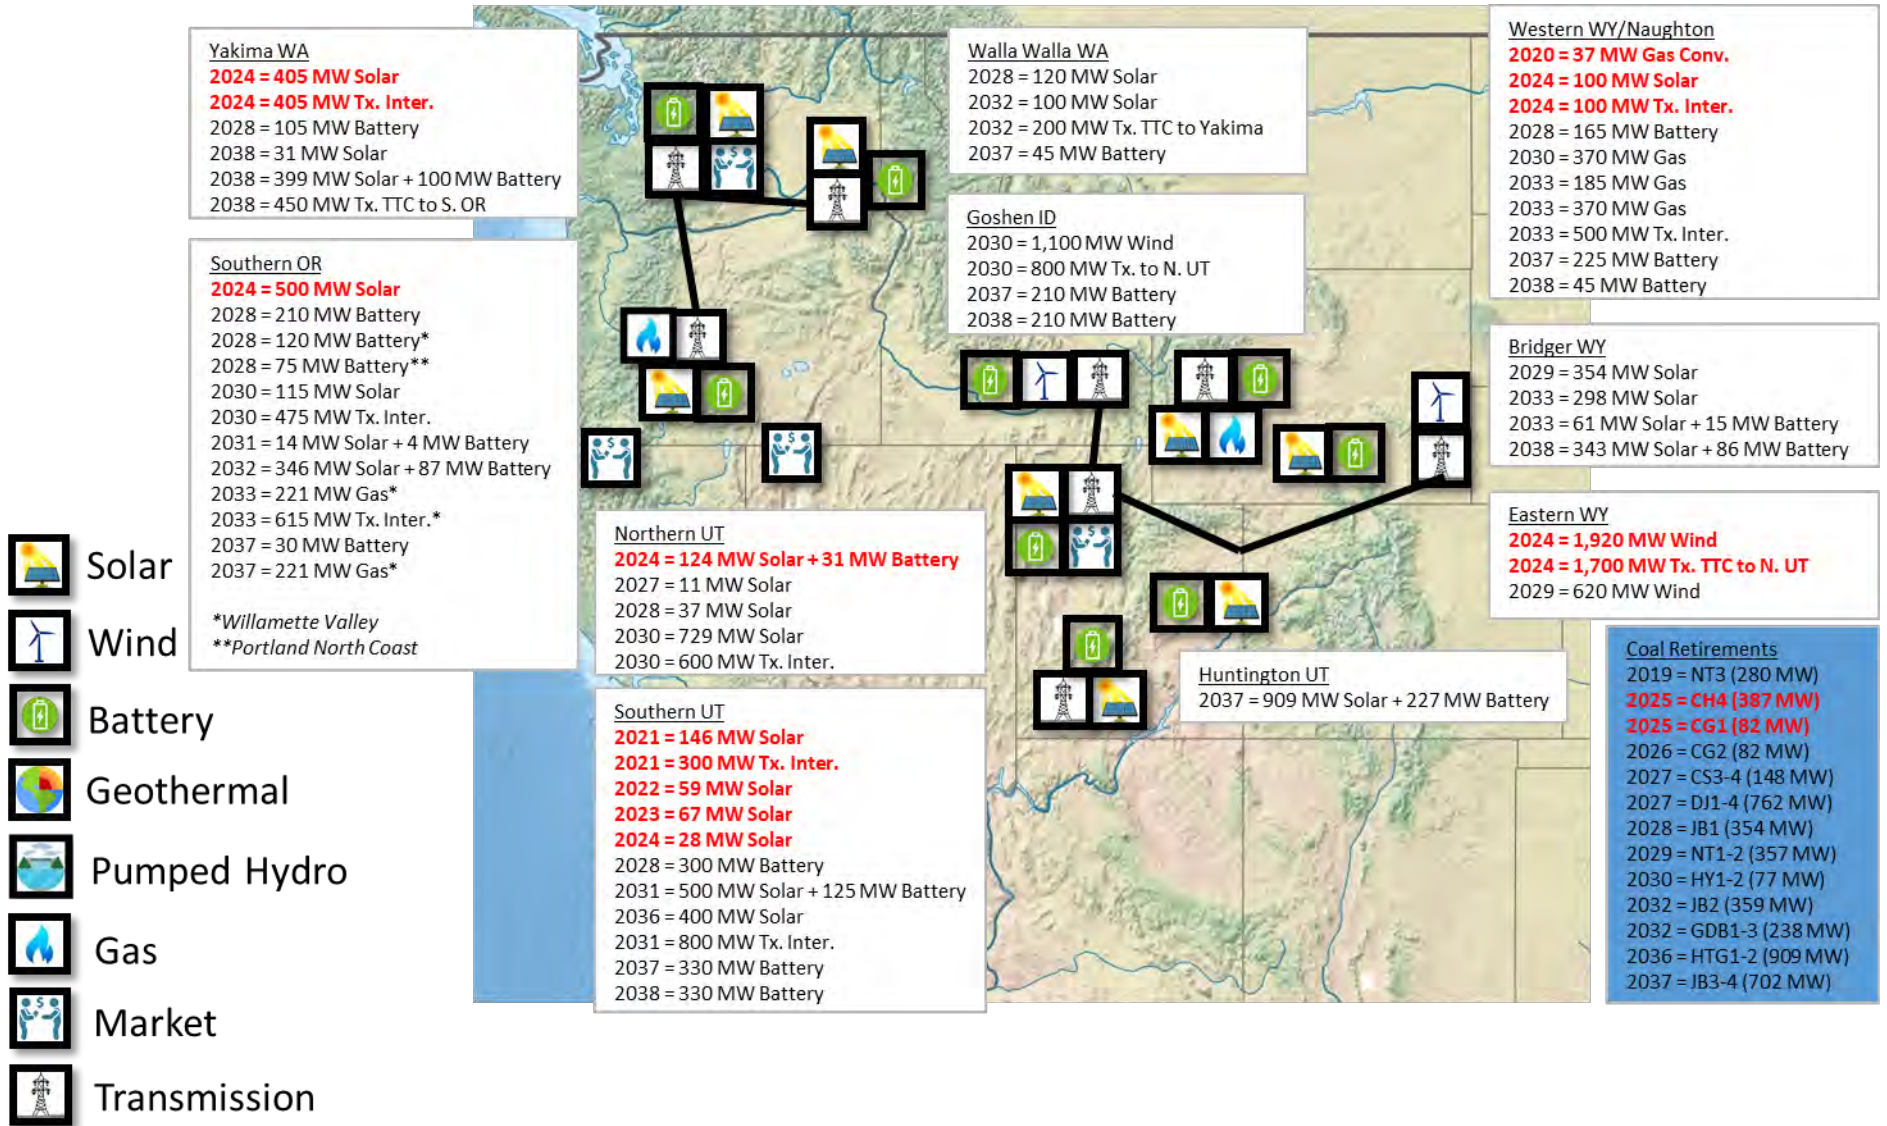 Yakima WA
2024 = 405 MW Solar
2024 = 405 MW Tx. Inter.
2028 = 105 MW Battery
2038 = 31 MW Solar
2038 = 399 MW Solar + 100 MW Battery
2038 = 450 MW Tx. TTC to S. OR
Walla Walla WA
2028 = 120 MW Solar
2032 = 100 MW Solar
2032 = 200 MW Tx. TTC to Yakima
2037 = 45 MW Battery
Western WY/Naughton
2020 = 37 MW Gas Conv.
2024 = 100 MW Solar
2024 = 100 MW Tx. Inter.
2028 = 165 MW Battery
2030 = 370 MW Gas
2033 = 185 MW Gas
2033 = 370 MW Gas
2033 = 500 MW Tx. Inter.
2037 = 225 MW Battery
2038 = 45 MW Battery
Goshen ID
2030 = 1,100 MW Wind
2030 = 800 MW Tx. to N. UT
2037 = 210 MW Battery
2038 = 210 MW Battery
Southern OR
2024 = 500 MW Solar
2028 = 210 MW Battery
2028 = 120 MW Battery*
2028 = 75 MW Battery**
2030 = 115 MW Solar
2030 = 475 MW Tx. Inter.
2031 = 14 MW Solar + 4 MW Battery
2032 = 346 MW Solar + 87 MW Battery
2033 = 221 MW Gas*
2033 = 615 MW Tx. Inter.*
2037 = 30 MW Battery
2037 = 221 MW Gas*
*Willamette Valley
**Portland North Coast
Bridger WY
2029 = 354 MW Solar
2033 = 298 MW Solar
2033 = 61 MW Solar + 15 MW Battery
2038 = 343 MW Solar + 86 MW Battery
Eastern WY
2024 = 1,920 MW Wind
2024 = 1,700 MW Tx. TTC to N. UT
2029 = 620 MW Wind
Northern UT
2024 = 124 MW Solar + 31 MW Battery
2027 = 11 MW Solar
2028 = 37 MW Solar
2030 = 729 MW Solar
2030 = 600 MW Tx. Inter.
Southern UT
2021 = 146 MW Solar
2021 = 300 MW Tx. Inter.
2022 = 59 MW Solar
2023 = 67 MW Solar
2024 = 28 MW Solar
2028 = 300 MW Battery
2031 = 500 MW Solar + 125 MW Battery
2036 = 400 MW Solar
2031 = 800 MW Tx. Inter.
2037 = 330 MW Battery
2038 = 330 MW Battery
Huntington UT
2037 = 909 MW Solar + 227 MW Battery
Coal Retirements
2019 = NT3 (280 MW)
2025 = CH4 (387 MW)
2025 = CG1 (82 MW)
2026 = CG2 (82 MW)
2027 = CS3-4 (148 MW)
2027 = DJ1-4 (762 MW)
2028 = JB1 (354 MW)
2029 = NT1-2 (357 MW)
2030 = HY1-2 (77 MW)
2032 = JB2 (359 MW)
2032 = GDB1-3 (238 MW)
2036 = HTG1-2 (909 MW)
2037 = JB3-4 (702 MW)
Solar
Wind
Battery
Geothermal
Pumped Hydro
Gas
Market
Transmission